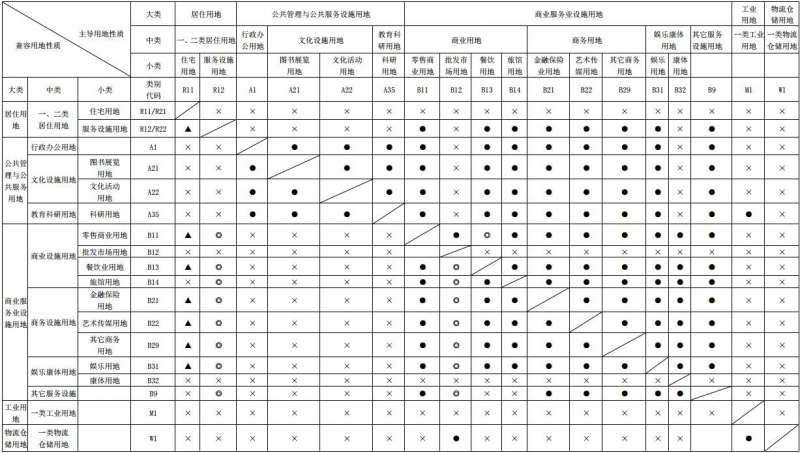 大类 居住用地 公共管理与公共服务设施用地 商业服务业设施用地 工业用地 物流仓储用地
主导用地性质
兼容用地性质
中类 一、二类居住用地 行政办公用地 文化设施用地 教育科研用地 商业用地 商务用地 娱乐康体用地 其它服务设施用地 一类工业用地 一类物流仓储用地
小类 住宅用地 服务设施用地 图书展览用地 文化活动用地 科研用地 零售商业用地 批发市场用地 餐饮用地 旅馆用地 金融保险业用地 艺术传媒用地 其它商务用地 娱乐用地 康体用地
大类 中类 小类 类别代码 R11 R12 A1 A21 A22 A35 B11 B12 B13 B14 B21 B22 B29 B31 B32 B9 M1 W1
居住用地 一、二类居住用地 住宅用地 R11/R21 × × × × × × × × × × × × × × × × ×
服务设施用地 R12/R22 ▲ × × × × ● × ● ● ● ● ● ● × ● × ×
公共管理与公共服务用地 行政办公用地 A1 × × ● ● ● ● × ● ● ● ● ● ● × ● × ×
文化设施用地 图书展览用地 A21 × × ● ● ● ● × ● ● ● ● ● ● × ● × ×
文化活动用地 A22 × × ● ● ● ● × ● ● ● ● ● ● × ● × ×
教育科研用地 科研用地 A35 × × ● ● ● ● × ● ● ● ● ● ● × ● ● ×
商业服务业设施用地 商业设施用地 零售商业用地 B11 ▲ ◎ × × × × ● ◎ ● ● ● ● ● ● ● × ×
批发市场用地 B12 × × × × × × × × × × × × × × × × ×
餐饮业用地 B13 ▲ ◎ × × × × ● ◎ ● ● ● ● ● ● ● × ×
旅馆用地 B14 × ◎ × × × × ● ◎ ● ● ● ● ● ● ● × ×
商务设施用地 金融保险用地 B21 ▲ ◎ × × × × ● ◎ ● ● ● ● ● ● ● × ×
艺术传媒用地 B22 ▲ ◎ × × × × ● ◎ ● ● ● ● ● ● ● × ×
其它商务用地 B29 ▲ ◎ × × × × ● ◎ ● ● ● ● ● ● ● × ×
娱乐康体用地 娱乐用地 B31 ▲ ◎ × × × × ● ◎ ● ● ● ● ● ● ● × ×
康体用地 B32 × × × × × × × × × × × × × × × × ×
其它服务设施 B9 × ◎ × × × × ● ◎ × × ● ● ● ● ● × ×
工业用地 一类工业用地 M1 × × × × × × × × × × × × × × × × ×
物流仓储用地 一类物流仓储用地 W1 × × × × × × × ● × × × × × × × × ●